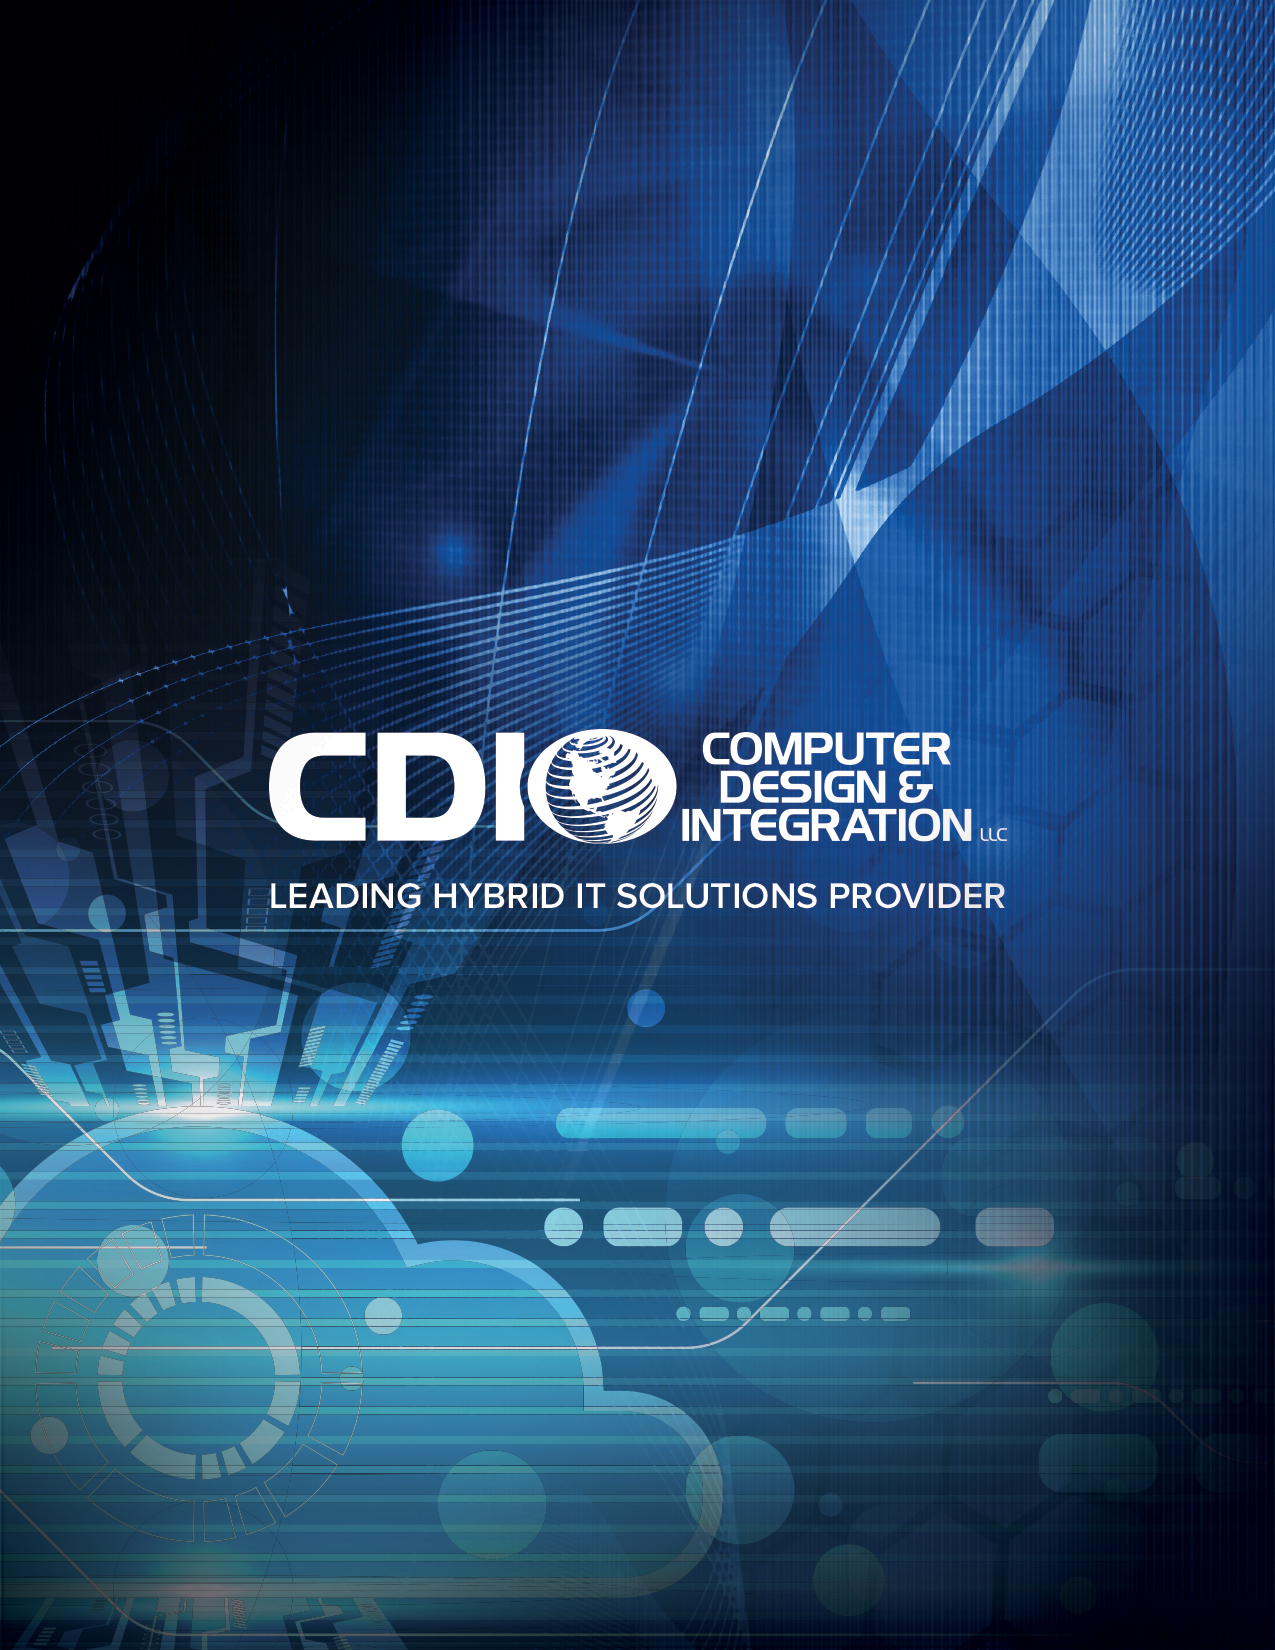 CDI
COMPUTER
DESIGN &
INTEGRATION LLC
LEADING HYBRID IT SOLUTIONS PROVIDER